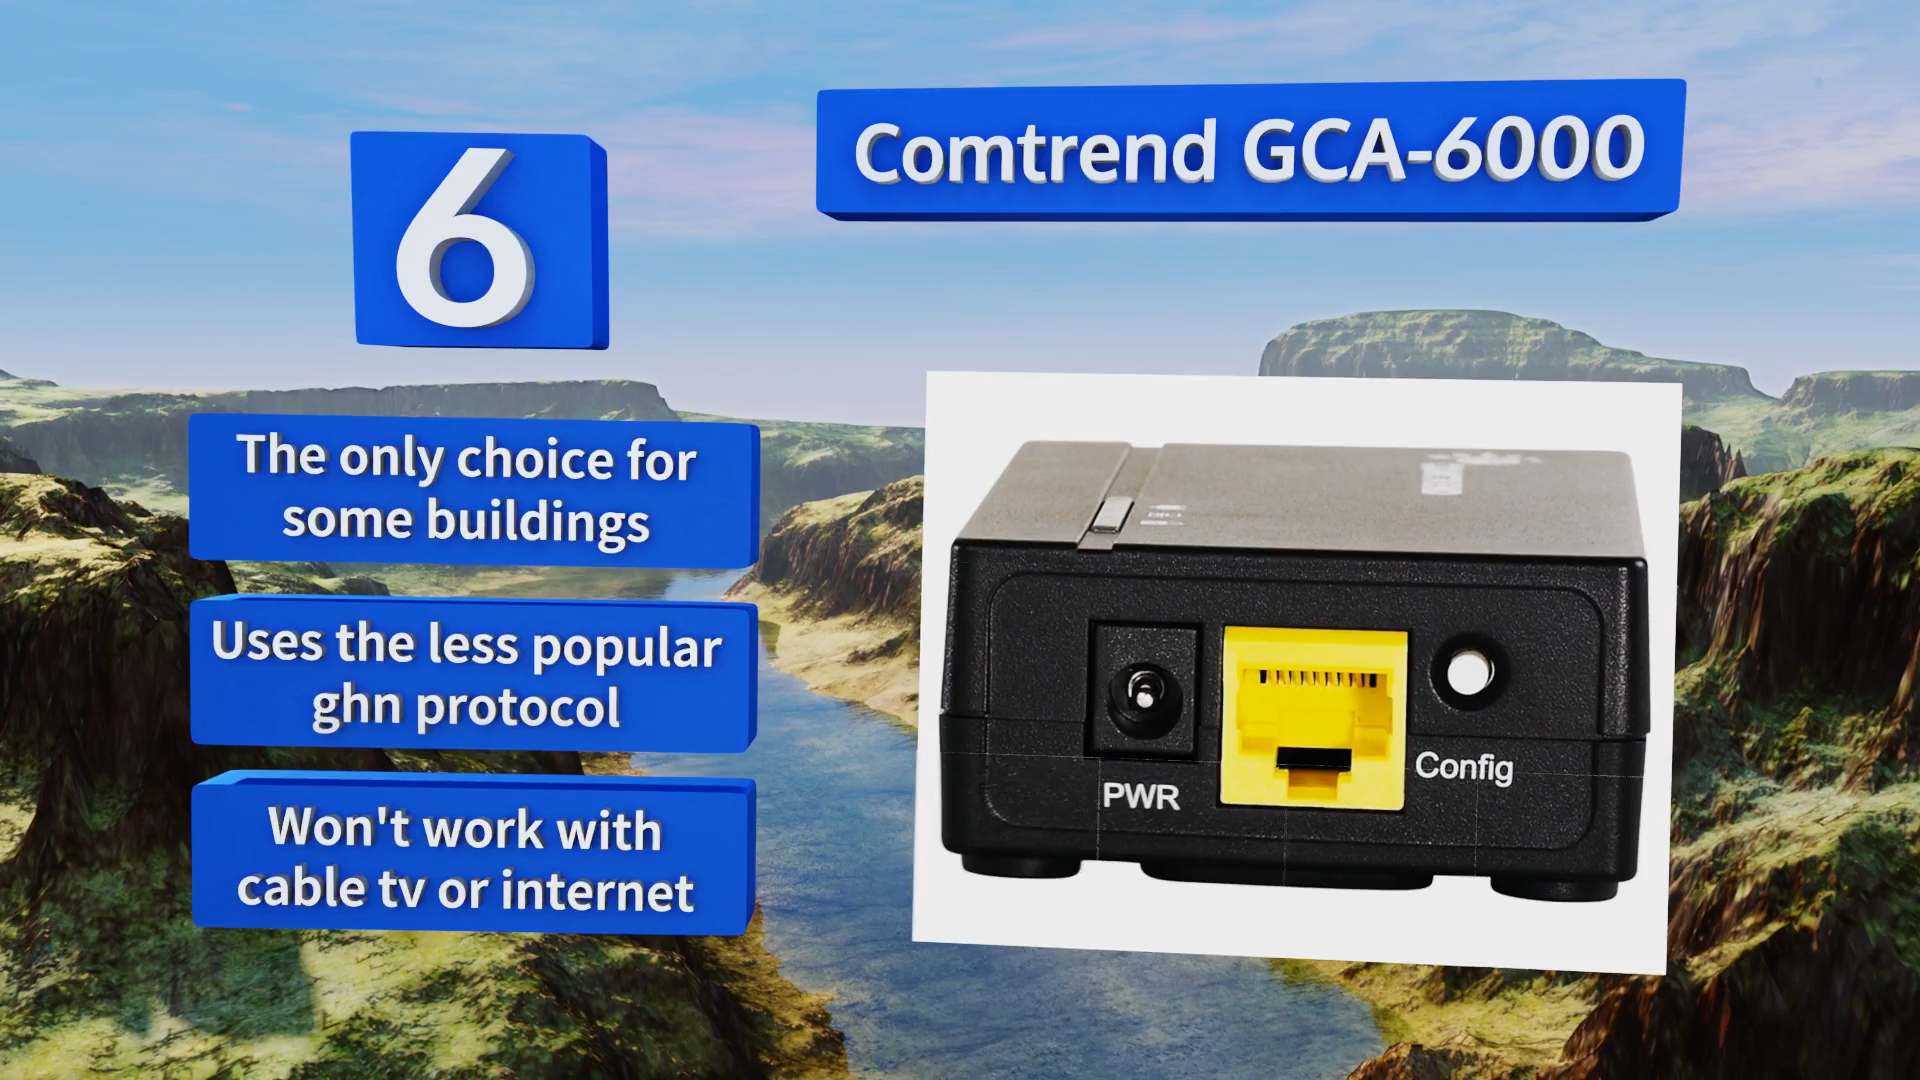 6
Comtrend GCA-6000
The only choice for
some buildings
Uses the less popular
ghn protocol
Won't work with
cable tv or internet
PWR
Config